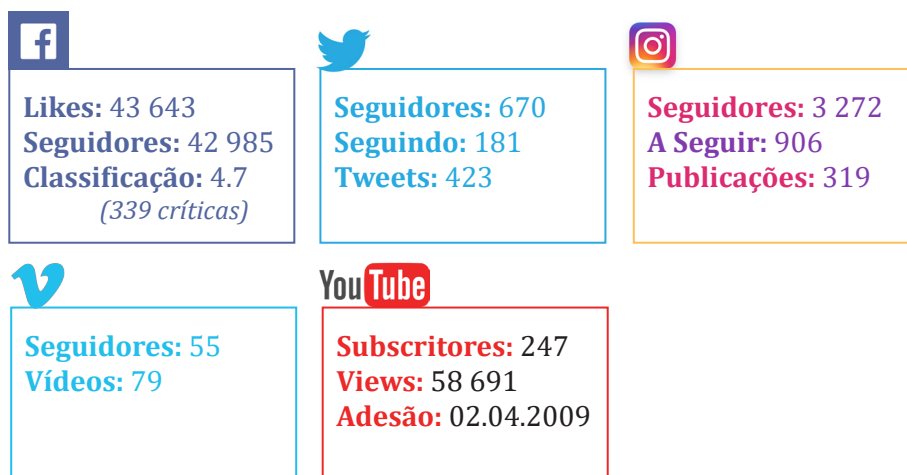 Likes: 43 643
Seguidores: 42 985
Classificação: 4.7
(339 críticas)
Seguidores: 670
Seguindo: 181
Tweets: 423
Seguidores: 3 272
A Seguir: 906
Publicações: 319
Seguidores: 55
Vídeos: 79
YouTube
Subscritores: 247
Views: 58 691
Adesão: 02.04.2009